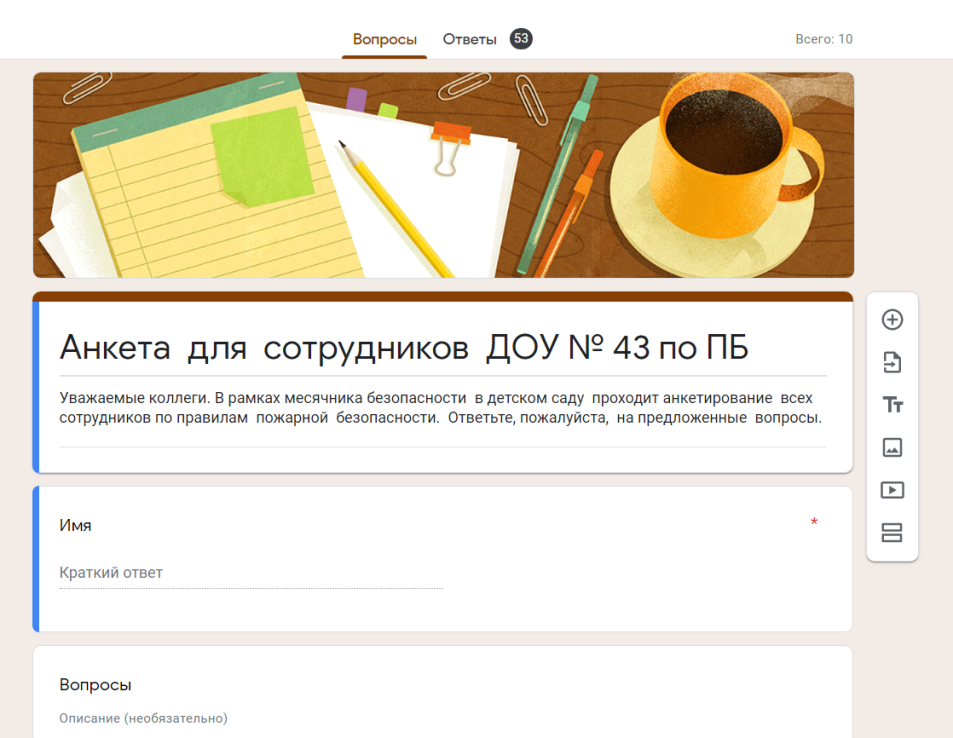 Вопросы Ответы 53 Всего: 10
Анкета для сотрудников ДОУ № 43 по ПБ
Уважаемые коллеги. В рамках месячника безопасности в детском саду проходит анкетирование всех
сотрудников по правилам пожарной безопасности. Ответьте, пожалуйста, на предложенные вопросы.
Имя *
Краткий ответ
Вопросы
Описание (необязательно)